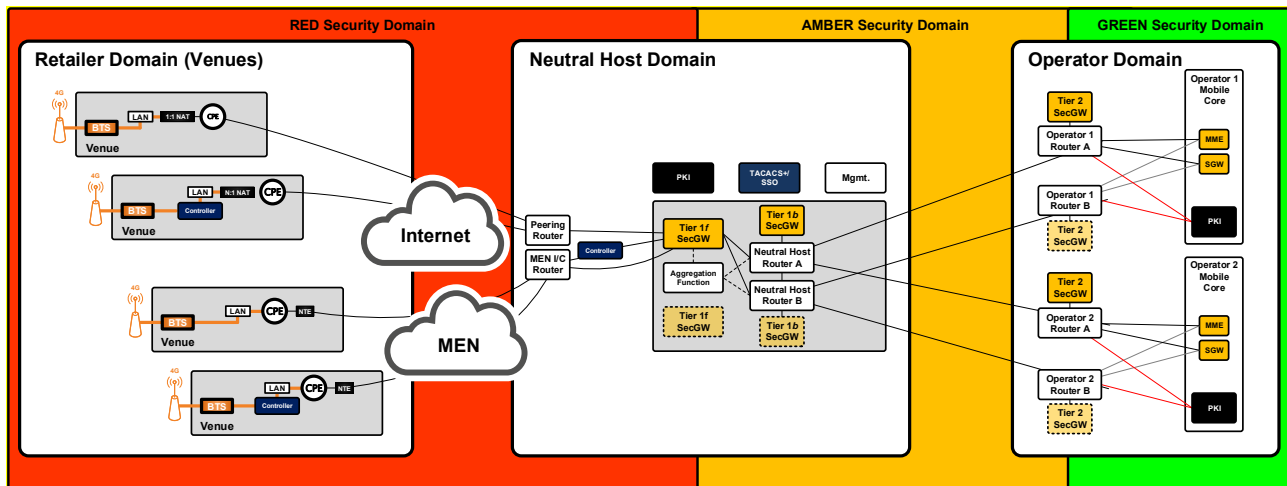 RED Security Domain
AMBER Security Domain
GREEN Security Domain
Retailer Domain (Venues)
4G
BTS
LAN
1:1 NAT
CPE
Venue
4G
BTS
LAN
N:1 NAT
Controller
CPE
Venue
4G
BTS
LAN
CPE
NTE
Venue
4G
BTS
LAN
Controller
CPE
NTE
Venue
Internet
MEN
Neutral Host Domain
Peering
Router
MEN I/C
Router
Controller
PKI
TACACS+/
SSO
Mgmt.
Tier 1f
SecGW
Aggregation
Function
Tier 1f
SecGW
Tier 1b
SecGW
Neutral Host
Router A
Neutral Host
Router B
Tier 1b
SecGW
Operator Domain
Tier 2
SecGW
Operator 1
Router A
Operator 1
Router B
Tier 2
SecGW
Operator 1
Mobile
Core
MME
SGW
PKI
Tier 2
SecGW
Operator 2
Router A
Operator 2
Router B
Tier 2
SecGW
Operator 2
Mobile
Core
MME
SGW
PKI